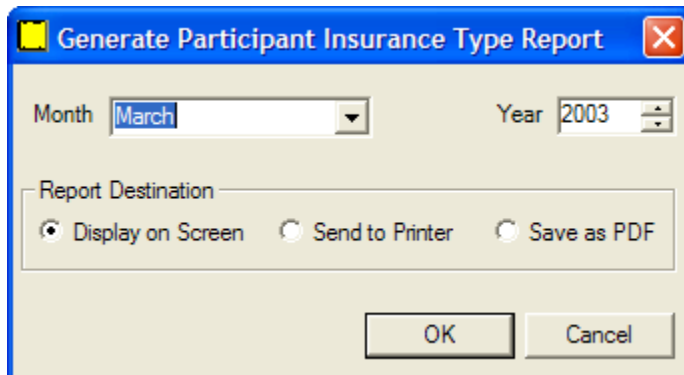 Generate Participant Insurance Type Report
Month March Year 2003
Report Destination
Display on Screen Send to Printer Save as PDF
OK Cancel